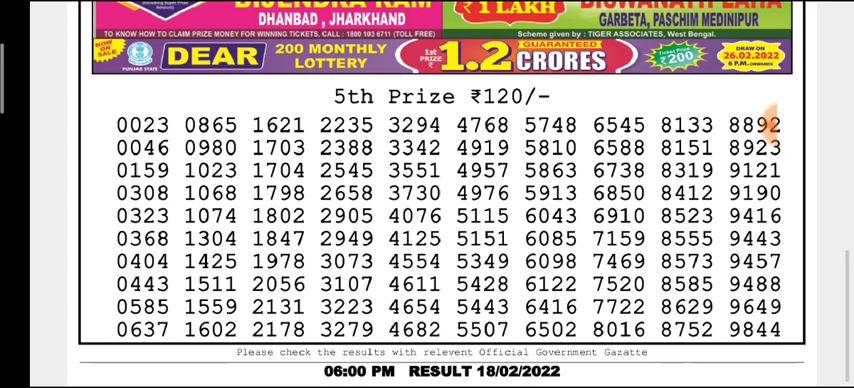 BIJENDRA RAM
DHANBAD , JHARKHAND
₹1 LAKH
BISWANATH LAHA
GARBETA, PASCHIM MEDINIPUR
TO KNOW HOW TO CLAIM PRIZE MONEY FOR WINNING TICKETS, CALL : 1800 103 6711 (TOLL FREE)
Scheme given by : TIGER ASSOCIATES, West Bengal.
NOW ON SALE
PUNJAB STATE
DEAR
200 MONTHLY
LOTTERY
1st PRIZE ₹
1.2
GUARANTEED
CRORES
Ticket Price ₹200
DRAW ON
26.02.2022
6 P.M. ONWARDS
5th Prize ₹120/-
0023 0865 1621 2235 3294 4768 5748 6545 8133 8892
0046 0980 1703 2388 3342 4919 5810 6588 8151 8923
0159 1023 1704 2545 3551 4957 5863 6738 8319 9121
0308 1068 1798 2658 3730 4976 5913 6850 8412 9190
0323 1074 1802 2905 4076 5115 6043 6910 8523 9416
0368 1304 1847 2949 4125 5151 6085 7159 8555 9443
0404 1425 1978 3073 4554 5349 6098 7469 8573 9457
0443 1511 2056 3107 4611 5428 6122 7520 8585 9488
0585 1559 2131 3223 4654 5443 6416 7722 8629 9649
0637 1602 2178 3279 4682 5507 6502 8016 8752 9844
Please check the results with relevent Official Government Gazatte
06:00 PM RESULT 18/02/2022